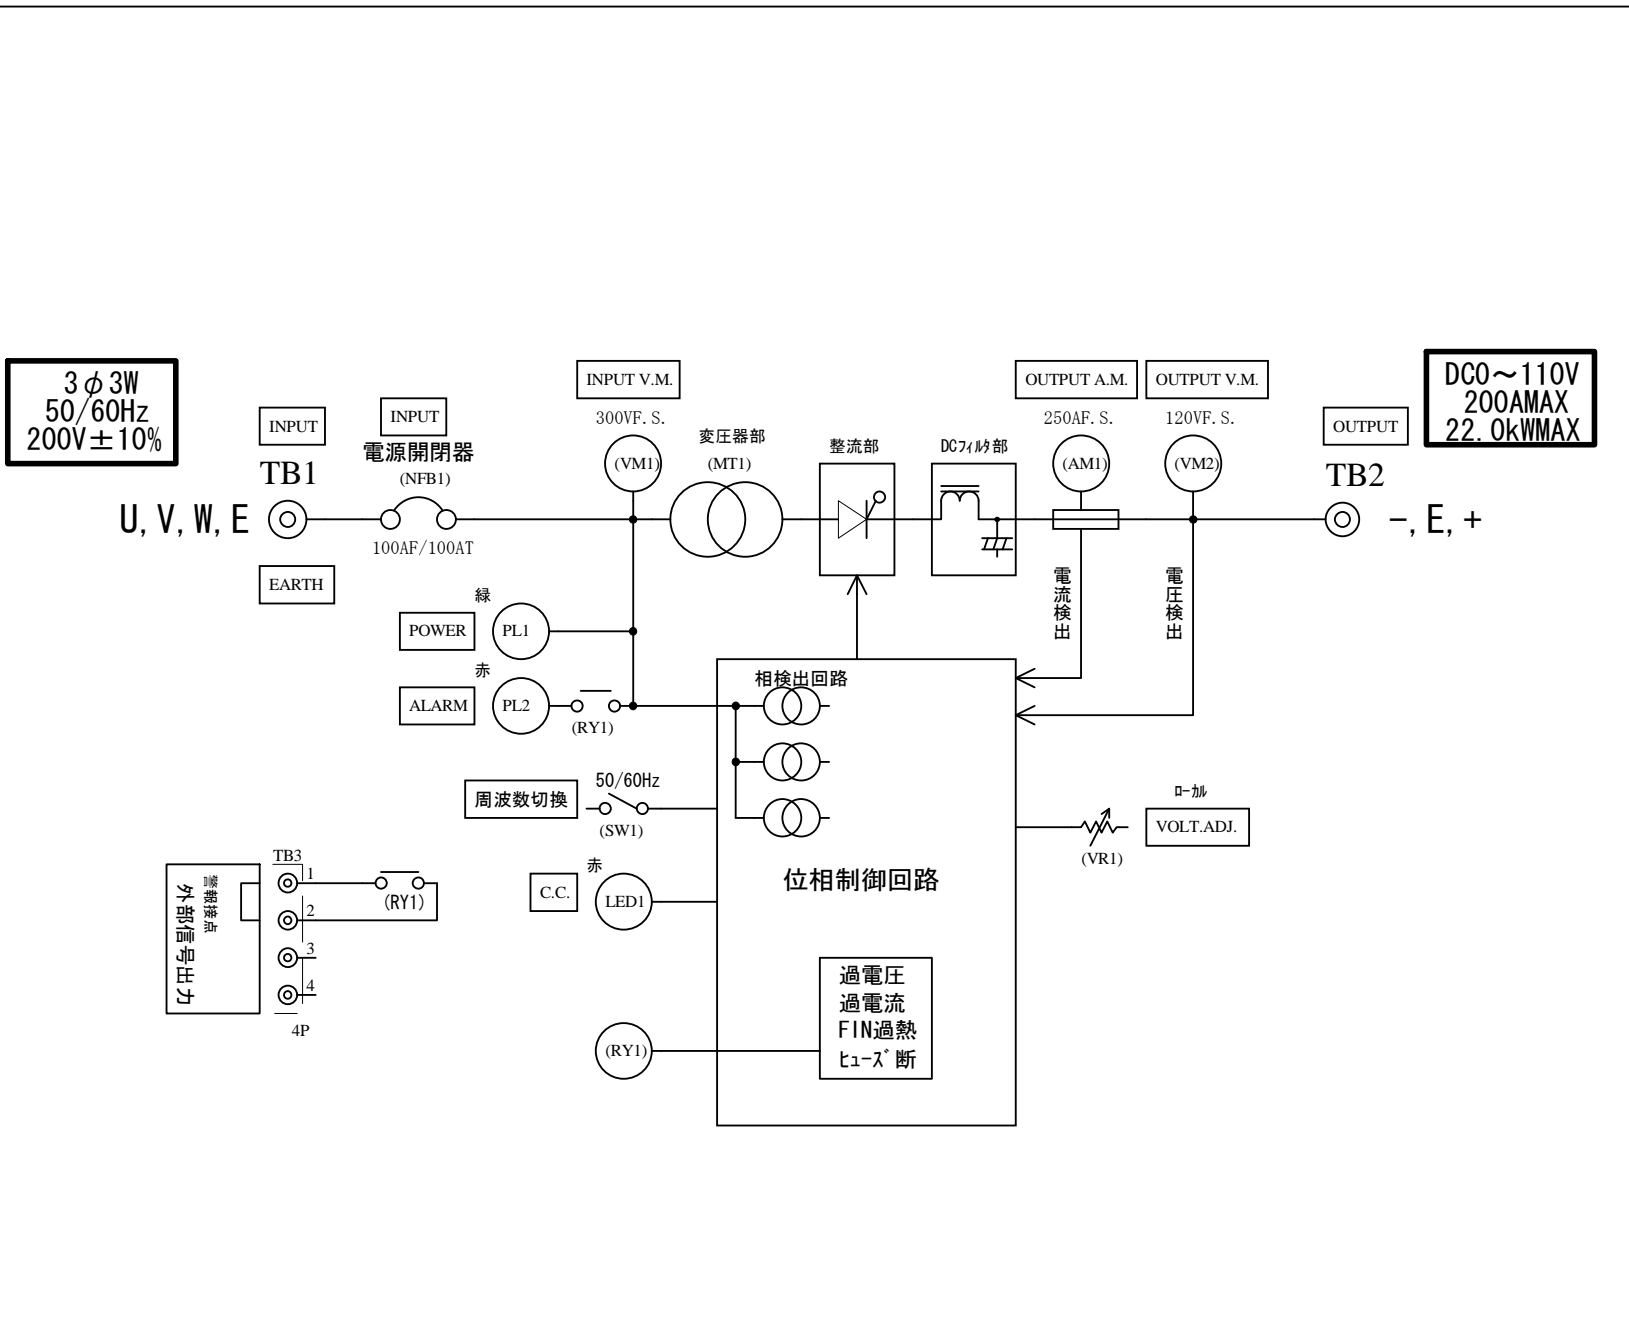 3φ3W
50/60Hz
200V±10%
INPUT
TB1
U, V, W, E
EARTH
INPUT
電源開閉器
(NFB1)
100AF/100AT
INPUT V.M.
300VF.S.
(VM1)
変圧器部
(MT1)
整流部
DCフィルタ部
OUTPUT A.M.
250AF.S.
(AM1)
OUTPUT V.M.
120VF.S.
(VM2)
OUTPUT
TB2
−, E, +
DC0～110V
200AMAX
22.0kWMAX
電流検出
電圧検出
緑
POWER
PL1
赤
ALARM
PL2
(RY1)
相検出回路
周波数切換
50/60Hz
(SW1)
ローカル
VOLT.ADJ.
(VR1)
赤
C.C.
LED1
位相制御回路
TB3
1
2
3
4
4P
警報接点
外部信号出力
(RY1)
(RY1)
過電圧
過電流
FIN過熱
ヒューズ断